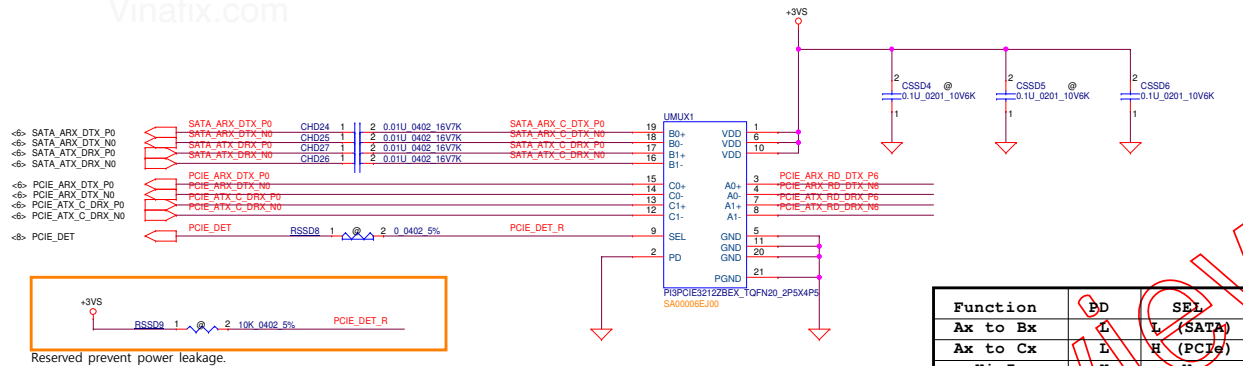 Vinafix.com
+3VS
CSSD4 @
0.1U_0201_10V6K
CSSD5 @
0.1U_0201_10V6K
CSSD6
0.1U_0201_10V6K
2 2 2
1 1 1
UMUX1
<6> SATA_ARX_DTX_P0 SATA_ARX_DTX_P0 CHD24 1 2 0.01U_0402_16V7K SATA_ARX_C_DTX_P0 19 B0+ VDD 1
<6> SATA_ARX_DTX_N0 SATA_ARX_DTX_N0 CHD25 1 2 0.01U_0402_16V7K SATA_ARX_C_DTX_N0 18 B0- VDD 6
<6> SATA_ATX_DRX_P0 SATA_ATX_DRX_P0 CHD27 1 2 0.01U_0402_16V7K SATA_ATX_C_DRX_P0 17 B1+ VDD 10
<6> SATA_ATX_DRX_N0 SATA_ATX_DRX_N0 CHD26 1 2 0.01U_0402_16V7K SATA_ATX_C_DRX_N0 16 B1-
<6> PCIE_ARX_DTX_P0 PCIE_ARX_DTX_P0 15 C0+ A0+ 3 PCIE_ARX_RD_DTX_P6
<6> PCIE_ARX_DTX_N0 PCIE_ARX_DTX_N0 14 C0- A0- 4 PCIE_ARX_RD_DTX_N6
<6> PCIE_ATX_C_DRX_P0 PCIE_ATX_C_DRX_P0 13 C1+ A1+ 7 PCIE_ATX_RD_DRX_P6
<6> PCIE_ATX_C_DRX_N0 PCIE_ATX_C_DRX_N0 12 C1- A1- 8 PCIE_ATX_RD_DRX_N6
<8> PCIE_DET PCIE_DET RSSD8 1 @ 2 0_0402_5% PCIE_DET_R 9 SEL GND 5
GND 11
2 PD GND 20
PGND 21
PI3PCIE3212ZBEX_TQFN20_2P5X4P5
SA00006EJ00
+3VS
RSSD9 1 @ 2 10K_0402_5% PCIE_DET_R
Reserved prevent power leakage.
Function PD SEL
Ax to Bx L L (SATA)
Ax to Cx L H (PCIe)